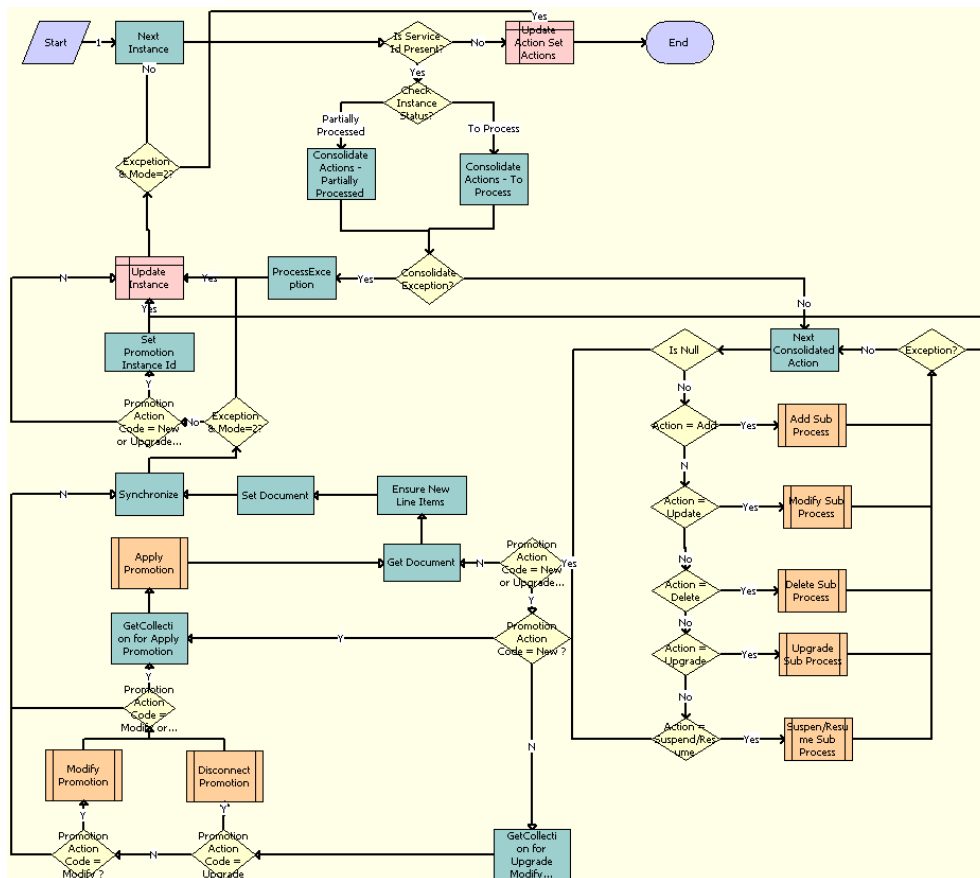 Start
1
Next
Instance
Is Service
Id Present?
No
Update
Action Set
Actions
Yes
End
Yes
Check
Instance
Status?
Partially
Processed
To Process
Consolidate
Actions -
Partially
Processed
Consolidate
Actions - To
Process
No
Excpetion
& Mode=2?
Consolidate
Exception?
Yes
ProcessExce
ption
Yes
Update
Instance
N
Yes
No
Set
Promotion
Instance Id
Y
Promotion
Action
Code = New
or Upgrade...
No
Exception
& Mode=2?
Next
Consolidated
Action
No
Exception?
Is Null
No
Action = Add
Yes
Add Sub
Process
N
Action =
Update
Yes
Modify Sub
Process
No
Action =
Delete
Yes
Delete Sub
Process
No
Action =
Upgrade
Yes
Upgrade
Sub Process
No
Action =
Suspend/Res
ume
Yes
Suspen/Resu
me Sub
Process
Yes
N
Synchronize
Set Document
Ensure New
Line Items
Apply
Promotion
Get Document
N
Promotion
Action
Code = New
or Upgrade...
Y
GetCollecti
on for Apply
Promotion
Y
Promotion
Action
Code = New ?
Y
Promotion
Action
Code =
Modify or...
N
Modify
Promotion
Disconnect
Promotion
Y
Y
Promotion
Action
Code =
Modify ?
N
Promotion
Action
Code =
Upgrade
GetCollecti
on for
Upgrade
Modify...